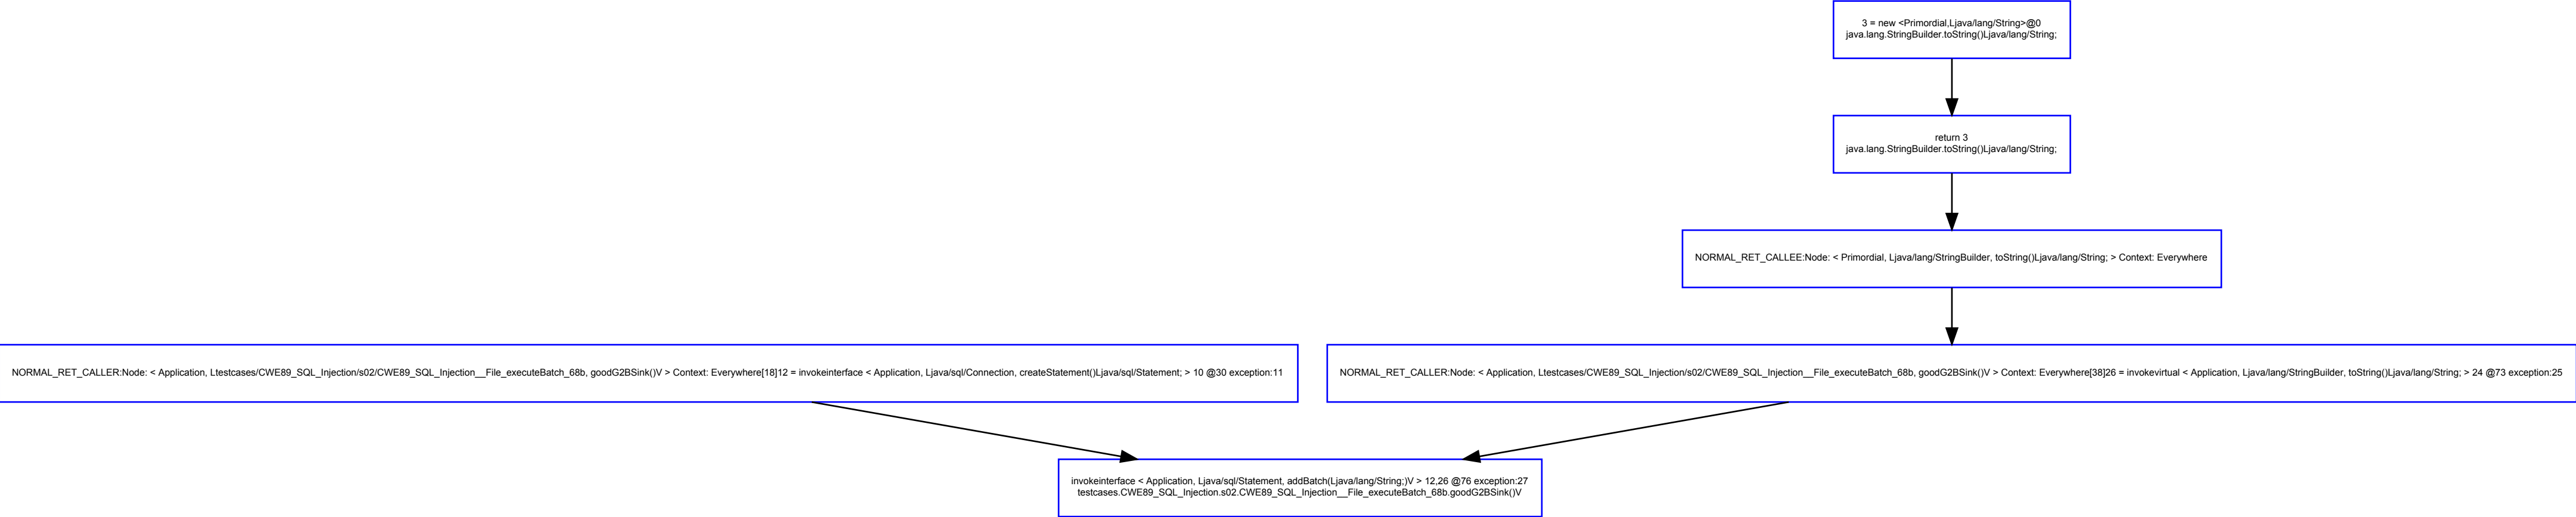 3 = new <Primordial,Ljava/lang/String>@0
java.lang.StringBuilder.toString()Ljava/lang/String;
return 3
java.lang.StringBuilder.toString()Ljava/lang/String;
NORMAL_RET_CALLEE:Node: < Primordial, Ljava/lang/StringBuilder, toString()Ljava/lang/String; > Context: Everywhere
NORMAL_RET_CALLER:Node: < Application, Ltestcases/CWE89_SQL_Injection/s02/CWE89_SQL_Injection__File_executeBatch_68b, goodG2BSink()V > Context: Everywhere[18]12 = invokeinterface < Application, Ljava/sql/Connection, createStatement()Ljava/sql/Statement; > 10 @30 exception:11
NORMAL_RET_CALLER:Node: < Application, Ltestcases/CWE89_SQL_Injection/s02/CWE89_SQL_Injection__File_executeBatch_68b, goodG2BSink()V > Context: Everywhere[38]26 = invokevirtual < Application, Ljava/lang/StringBuilder, toString()Ljava/lang/String; > 24 @73 exception:25
invokeinterface < Application, Ljava/sql/Statement, addBatch(Ljava/lang/String;)V > 12,26 @76 exception:27
testcases.CWE89_SQL_Injection.s02.CWE89_SQL_Injection__File_executeBatch_68b.goodG2BSink()V